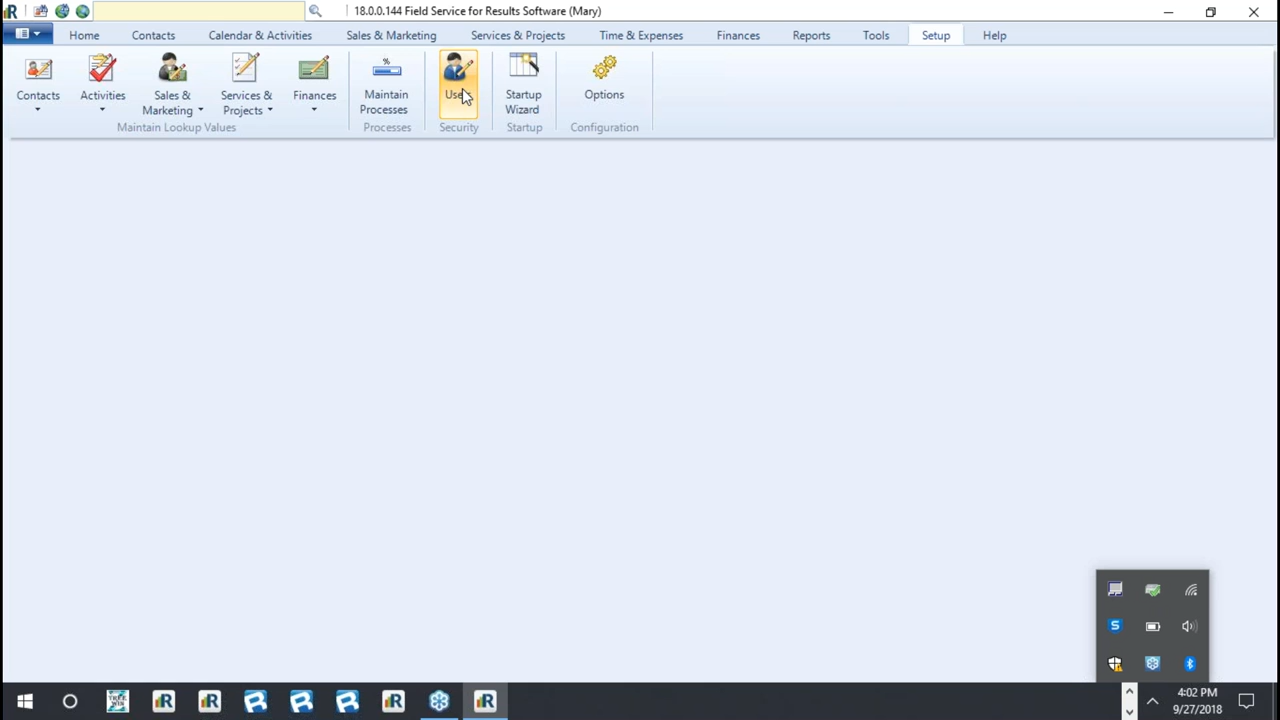 18.0.0.144 Field Service for Results Software (Mary)
Home Contacts Calendar & Activities Sales & Marketing Services & Projects Time & Expenses Finances Reports Tools Setup Help
Contacts
Activities
Sales &
Marketing
Services &
Projects
Finances
Maintain
Processes
Startup
Wizard
Options
Maintain Lookup Values
Processes
Security
Startup
Configuration
4:02 PM
9/27/2018